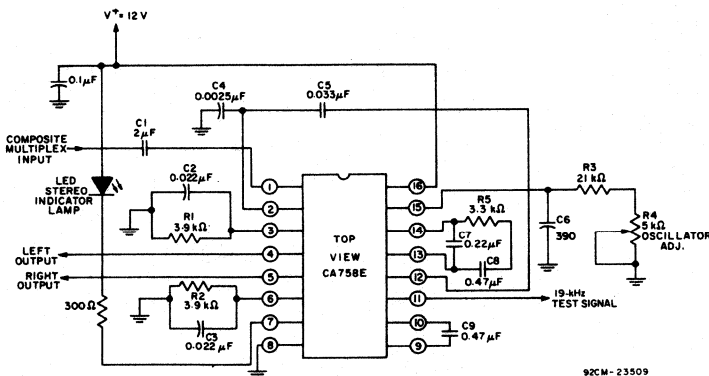 V+ = 12 V
0.1µF
C4
0.0025µF
C5
0.033µF
COMPOSITE
MULTIPLEX
INPUT
C1
2µF
LED
STEREO
INDICATOR
LAMP
C2
0.022µF
R1
3.9 kΩ
LEFT
OUTPUT
RIGHT
OUTPUT
300Ω
R2
3.9 kΩ
C3
0.022µF
1
2
3
4
5
6
7
8
TOP
VIEW
CA758E
16
15
14
13
12
11
10
9
R5
3.3 kΩ
C7
0.22µF
C8
0.47µF
C6
390
R3
21 kΩ
R4
5 kΩ
OSCILLATOR
ADJ.
19-kHz
TEST SIGNAL
C9
0.47µF
92CM-23509